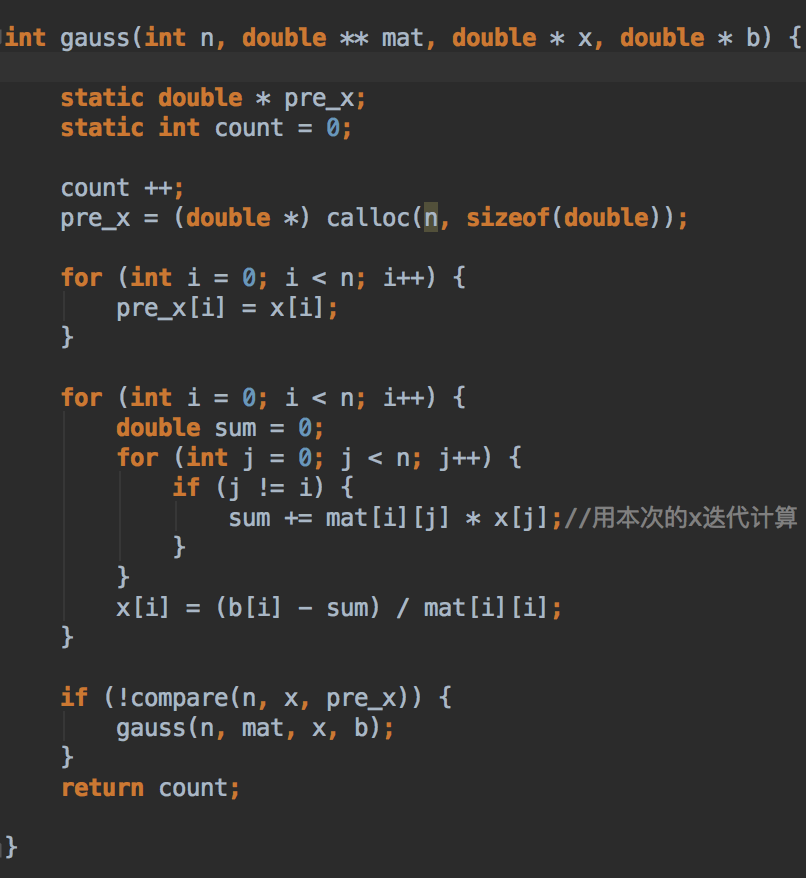 int gauss(int n, double ** mat, double * x, double * b) {
    static double * pre_x;
    static int count = 0;
    count ++;
    pre_x = (double *) calloc(n, sizeof(double));
    for (int i = 0; i < n; i++) {
        pre_x[i] = x[i];
    }
    for (int i = 0; i < n; i++) {
        double sum = 0;
        for (int j = 0; j < n; j++) {
            if (j != i) {
                sum += mat[i][j] * x[j];//用本次的x迭代计算
            }
        }
        x[i] = (b[i] - sum) / mat[i][i];
    }
    if (!compare(n, x, pre_x)) {
        gauss(n, mat, x, b);
    }
    return count;
}